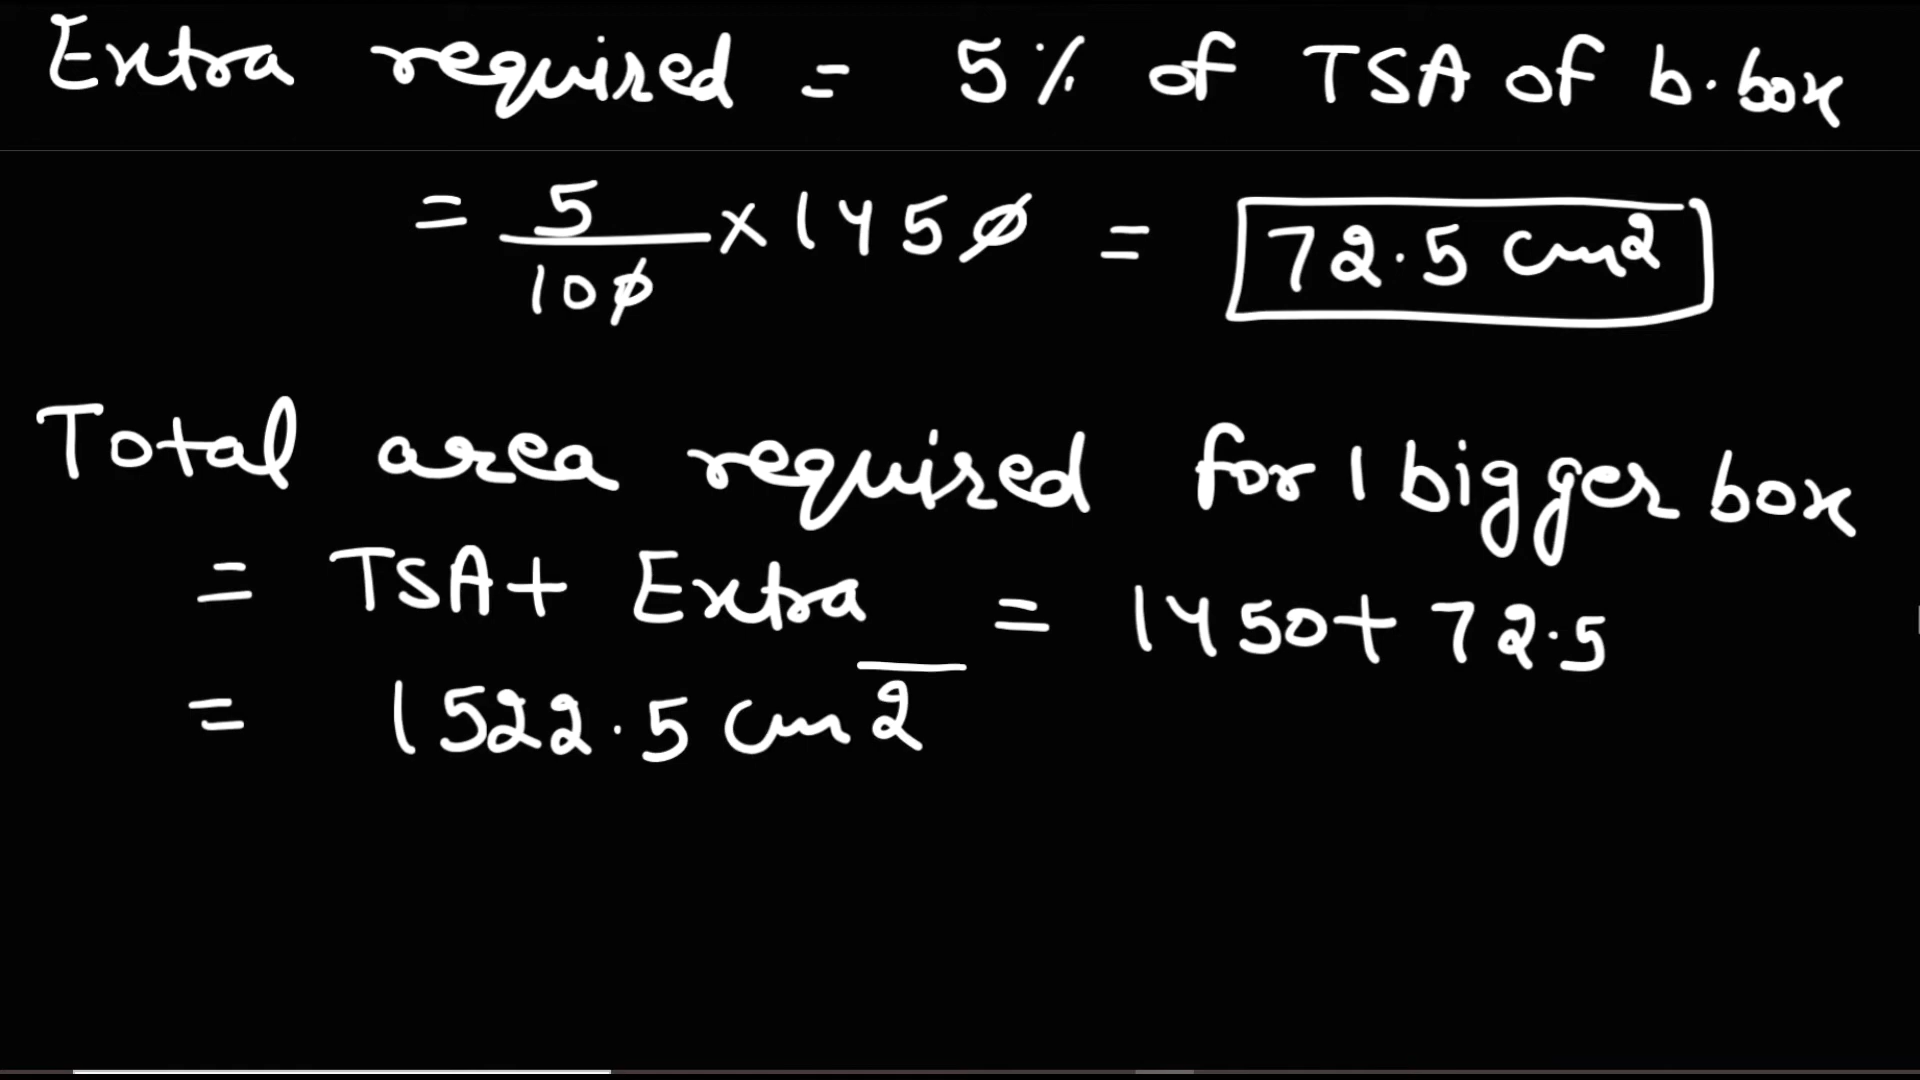 Extra required = 5% of TSA of b.box
= 5/100 × 1450 = 72.5 cm²
Total area required for 1 bigger box
= TSA + Extra = 1450 + 72.5
= 1522.5 cm²